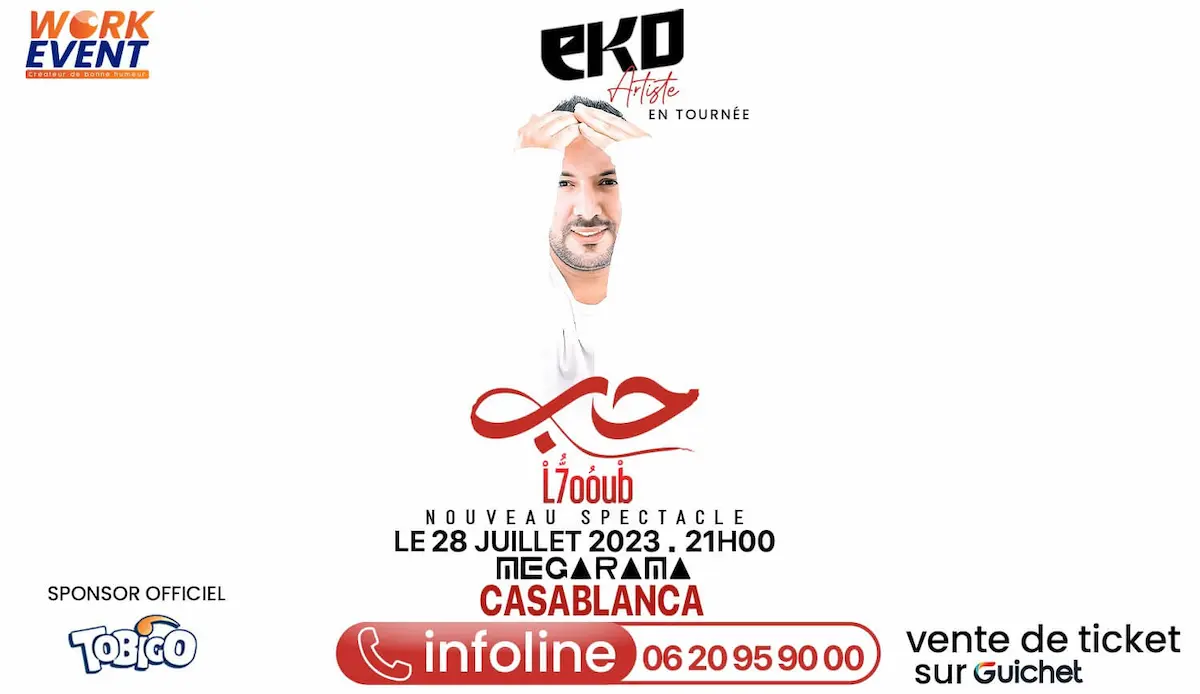 WORK
EVENT
Créateur de bonne humeur
eko
Artiste
EN TOURNÉE
حب
L7ooub
NOUVEAU SPECTACLE
LE 28 JUILLET 2023 . 21H00
MEGARAMA
CASABLANCA
SPONSOR OFFICIEL
TOBIGO
infoline 06 20 95 90 00
vente de ticket
sur Guichet